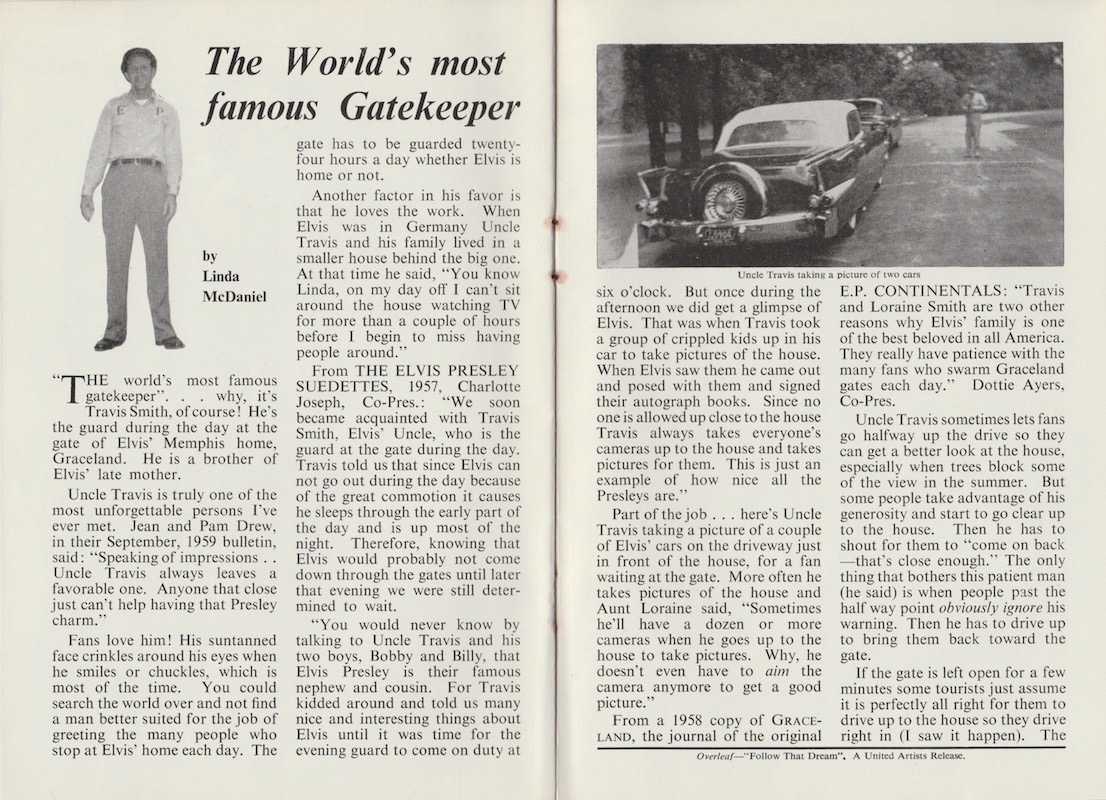 The World's most
famous Gatekeeper
E P
by
Linda
McDaniel
"THE world's most famous
gatekeeper". . . why, it's
Travis Smith, of course! He's
the guard during the day at the
gate of Elvis' Memphis home,
Graceland. He is a brother of
Elvis' late mother.
Uncle Travis is truly one of the
most unforgettable persons I've
ever met. Jean and Pam Drew,
in their September, 1959 bulletin,
said: "Speaking of impressions . .
Uncle Travis always leaves a
favorable one. Anyone that close
just can't help having that Presley
charm."
Fans love him! His suntanned
face crinkles around his eyes when
he smiles or chuckles, which is
most of the time. You could
search the world over and not find
a man better suited for the job of
greeting the many people who
stop at Elvis' home each day. The
gate has to be guarded twenty-
four hours a day whether Elvis is
home or not.
Another factor in his favor is
that he loves the work. When
Elvis was in Germany Uncle
Travis and his family lived in a
smaller house behind the big one.
At that time he said, "You know
Linda, on my day off I can't sit
around the house watching TV
for more than a couple of hours
before I begin to miss having
people around."
From THE ELVIS PRESLEY
SUEDETTES, 1957, Charlotte
Joseph, Co-Pres.: "We soon
became acquainted with Travis
Smith, Elvis' Uncle, who is the
guard at the gate during the day.
Travis told us that since Elvis can
not go out during the day because
of the great commotion it causes
he sleeps through the early part of
the day and is up most of the
night. Therefore, knowing that
Elvis would probably not come
down through the gates until later
that evening we were still deter-
mined to wait.
"You would never know by
talking to Uncle Travis and his
two boys, Bobby and Billy, that
Elvis Presley is their famous
nephew and cousin. For Travis
kidded around and told us many
nice and interesting things about
Elvis until it was time for the
evening guard to come on duty at
Uncle Travis taking a picture of two cars
six o'clock. But once during the
afternoon we did get a glimpse of
Elvis. That was when Travis took
a group of crippled kids up in his
car to take pictures of the house.
When Elvis saw them he came out
and posed with them and signed
their autograph books. Since no
one is allowed up close to the house
Travis always takes everyone's
cameras up to the house and takes
pictures for them. This is just an
example of how nice all the
Presleys are."
Part of the job . . . here's Uncle
Travis taking a picture of a couple
of Elvis' cars on the driveway just
in front of the house, for a fan
waiting at the gate. More often he
takes pictures of the house and
Aunt Loraine said, "Sometimes
he'll have a dozen or more
cameras when he goes up to the
house to take pictures. Why, he
doesn't even have to aim the
camera anymore to get a good
picture."
From a 1958 copy of GRACE-
LAND, the journal of the original
E.P. CONTINENTALS: "Travis
and Loraine Smith are two other
reasons why Elvis' family is one
of the best beloved in all America.
They really have patience with the
many fans who swarm Graceland
gates each day." Dottie Ayers,
Co-Pres.
Uncle Travis sometimes lets fans
go halfway up the drive so they
can get a better look at the house,
especially when trees block some
of the view in the summer. But
some people take advantage of his
generosity and start to go clear up
to the house. Then he has to
shout for them to "come on back
—that's close enough." The only
thing that bothers this patient man
(he said) is when people past the
half way point obviously ignore his
warning. Then he has to drive up
to bring them back toward the
gate.
If the gate is left open for a few
minutes some tourists just assume
it is perfectly all right for them to
drive up to the house so they drive
right in (I saw it happen). The
Overleaf—"Follow That Dream". A United Artists Release.